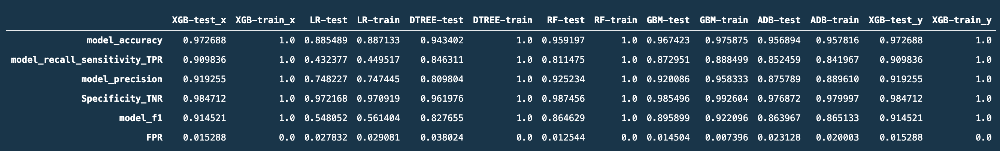 XGB-test_x XGB-train_x LR-test LR-train DTREE-test DTREE-train RF-test RF-train GBM-test GBM-train ADB-test ADB-train XGB-test_y XGB-train_y
model_accuracy 0.972688 1.0 0.885489 0.887133 0.943402 1.0 0.959197 1.0 0.967423 0.975875 0.956894 0.957816 0.972688 1.0
model_recall_sensitivity_TPR 0.909836 1.0 0.432377 0.449517 0.846311 1.0 0.811475 1.0 0.872951 0.888499 0.852459 0.841967 0.909836 1.0
model_precision 0.919255 1.0 0.748227 0.747445 0.809804 1.0 0.925234 1.0 0.920086 0.958333 0.875789 0.889610 0.919255 1.0
Specificity_TNR 0.984712 1.0 0.972168 0.970919 0.961976 1.0 0.987456 1.0 0.985496 0.992604 0.976872 0.979997 0.984712 1.0
model_f1 0.914521 1.0 0.548052 0.561404 0.827655 1.0 0.864629 1.0 0.895899 0.922096 0.863967 0.865133 0.914521 1.0
FPR 0.015288 0.0 0.027832 0.029081 0.038024 0.0 0.012544 0.0 0.014504 0.007396 0.023128 0.020003 0.015288 0.0